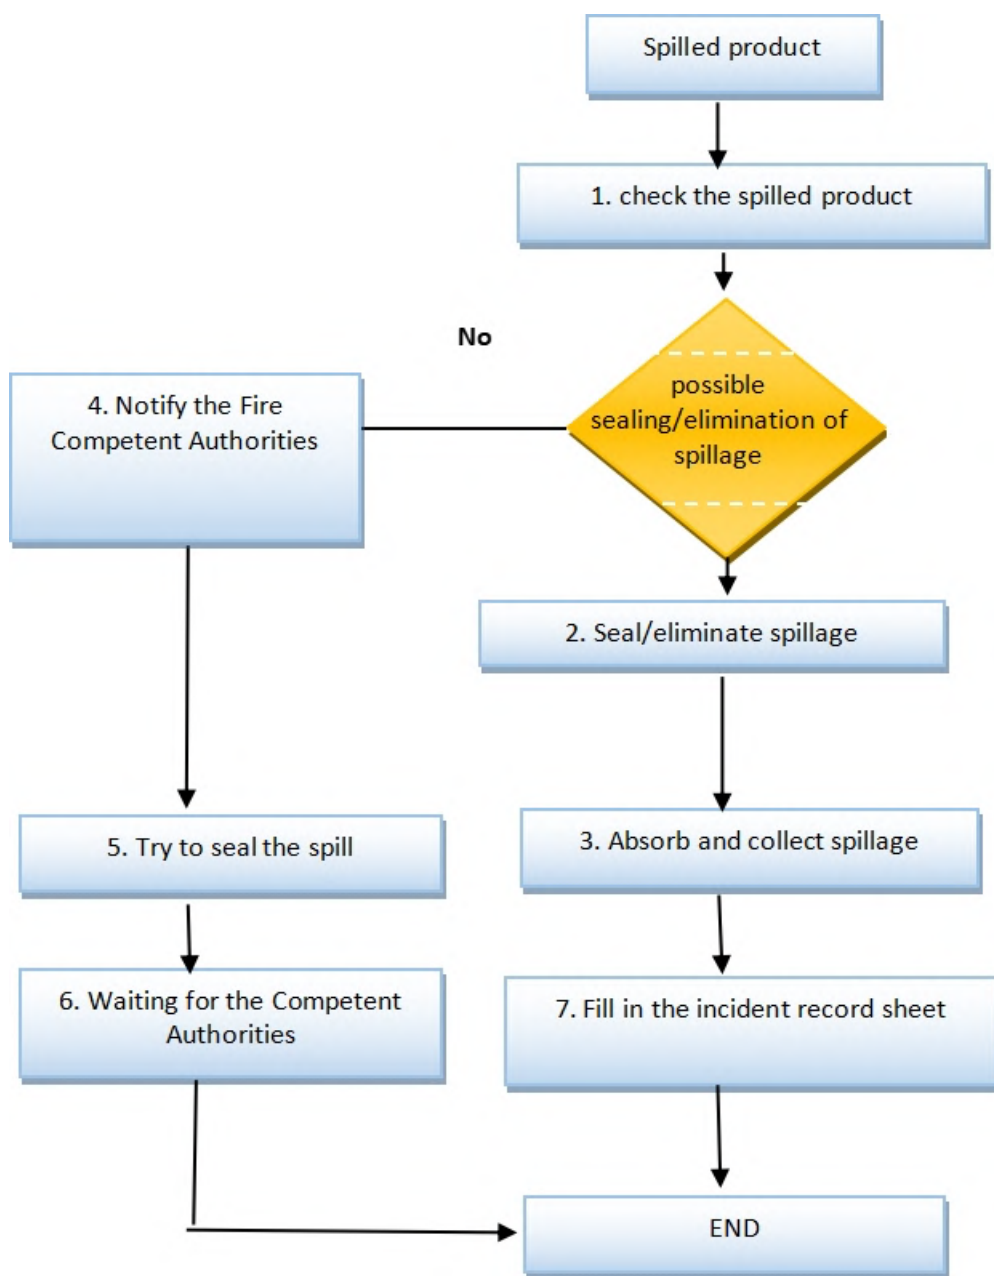 Spilled product
1. check the spilled product
No
possible
sealing/elimination of
spillage
4. Notify the Fire
Competent Authorities
2. Seal/eliminate spillage
5. Try to seal the spill
3. Absorb and collect spillage
6. Waiting for the Competent
Authorities
7. Fill in the incident record sheet
END